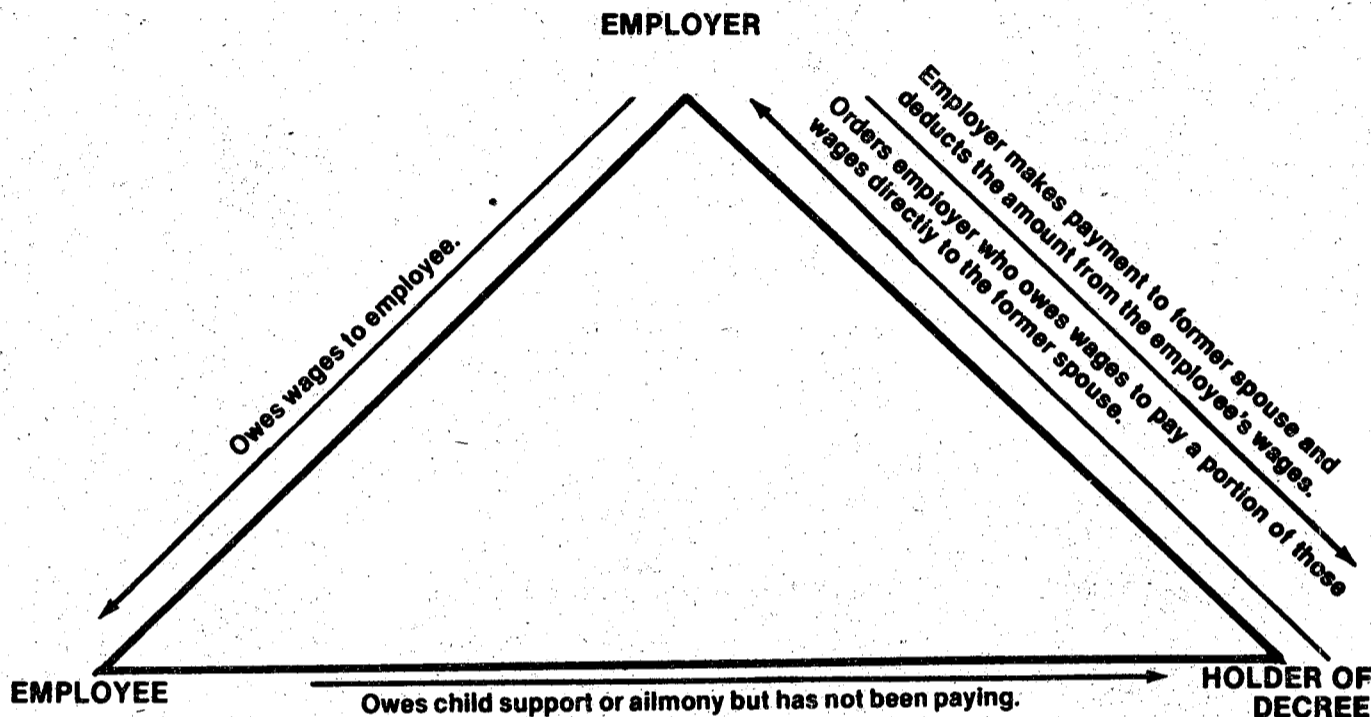 EMPLOYER
Owes wages to employee.
Employer makes payment to former spouse and
deducts the amount from the employee's wages.
Orders employer who owes wages to pay a portion of those
wages directly to the former spouse.
EMPLOYEE
Owes child support or ailmony but has not been paying.
HOLDER OF
DECREE